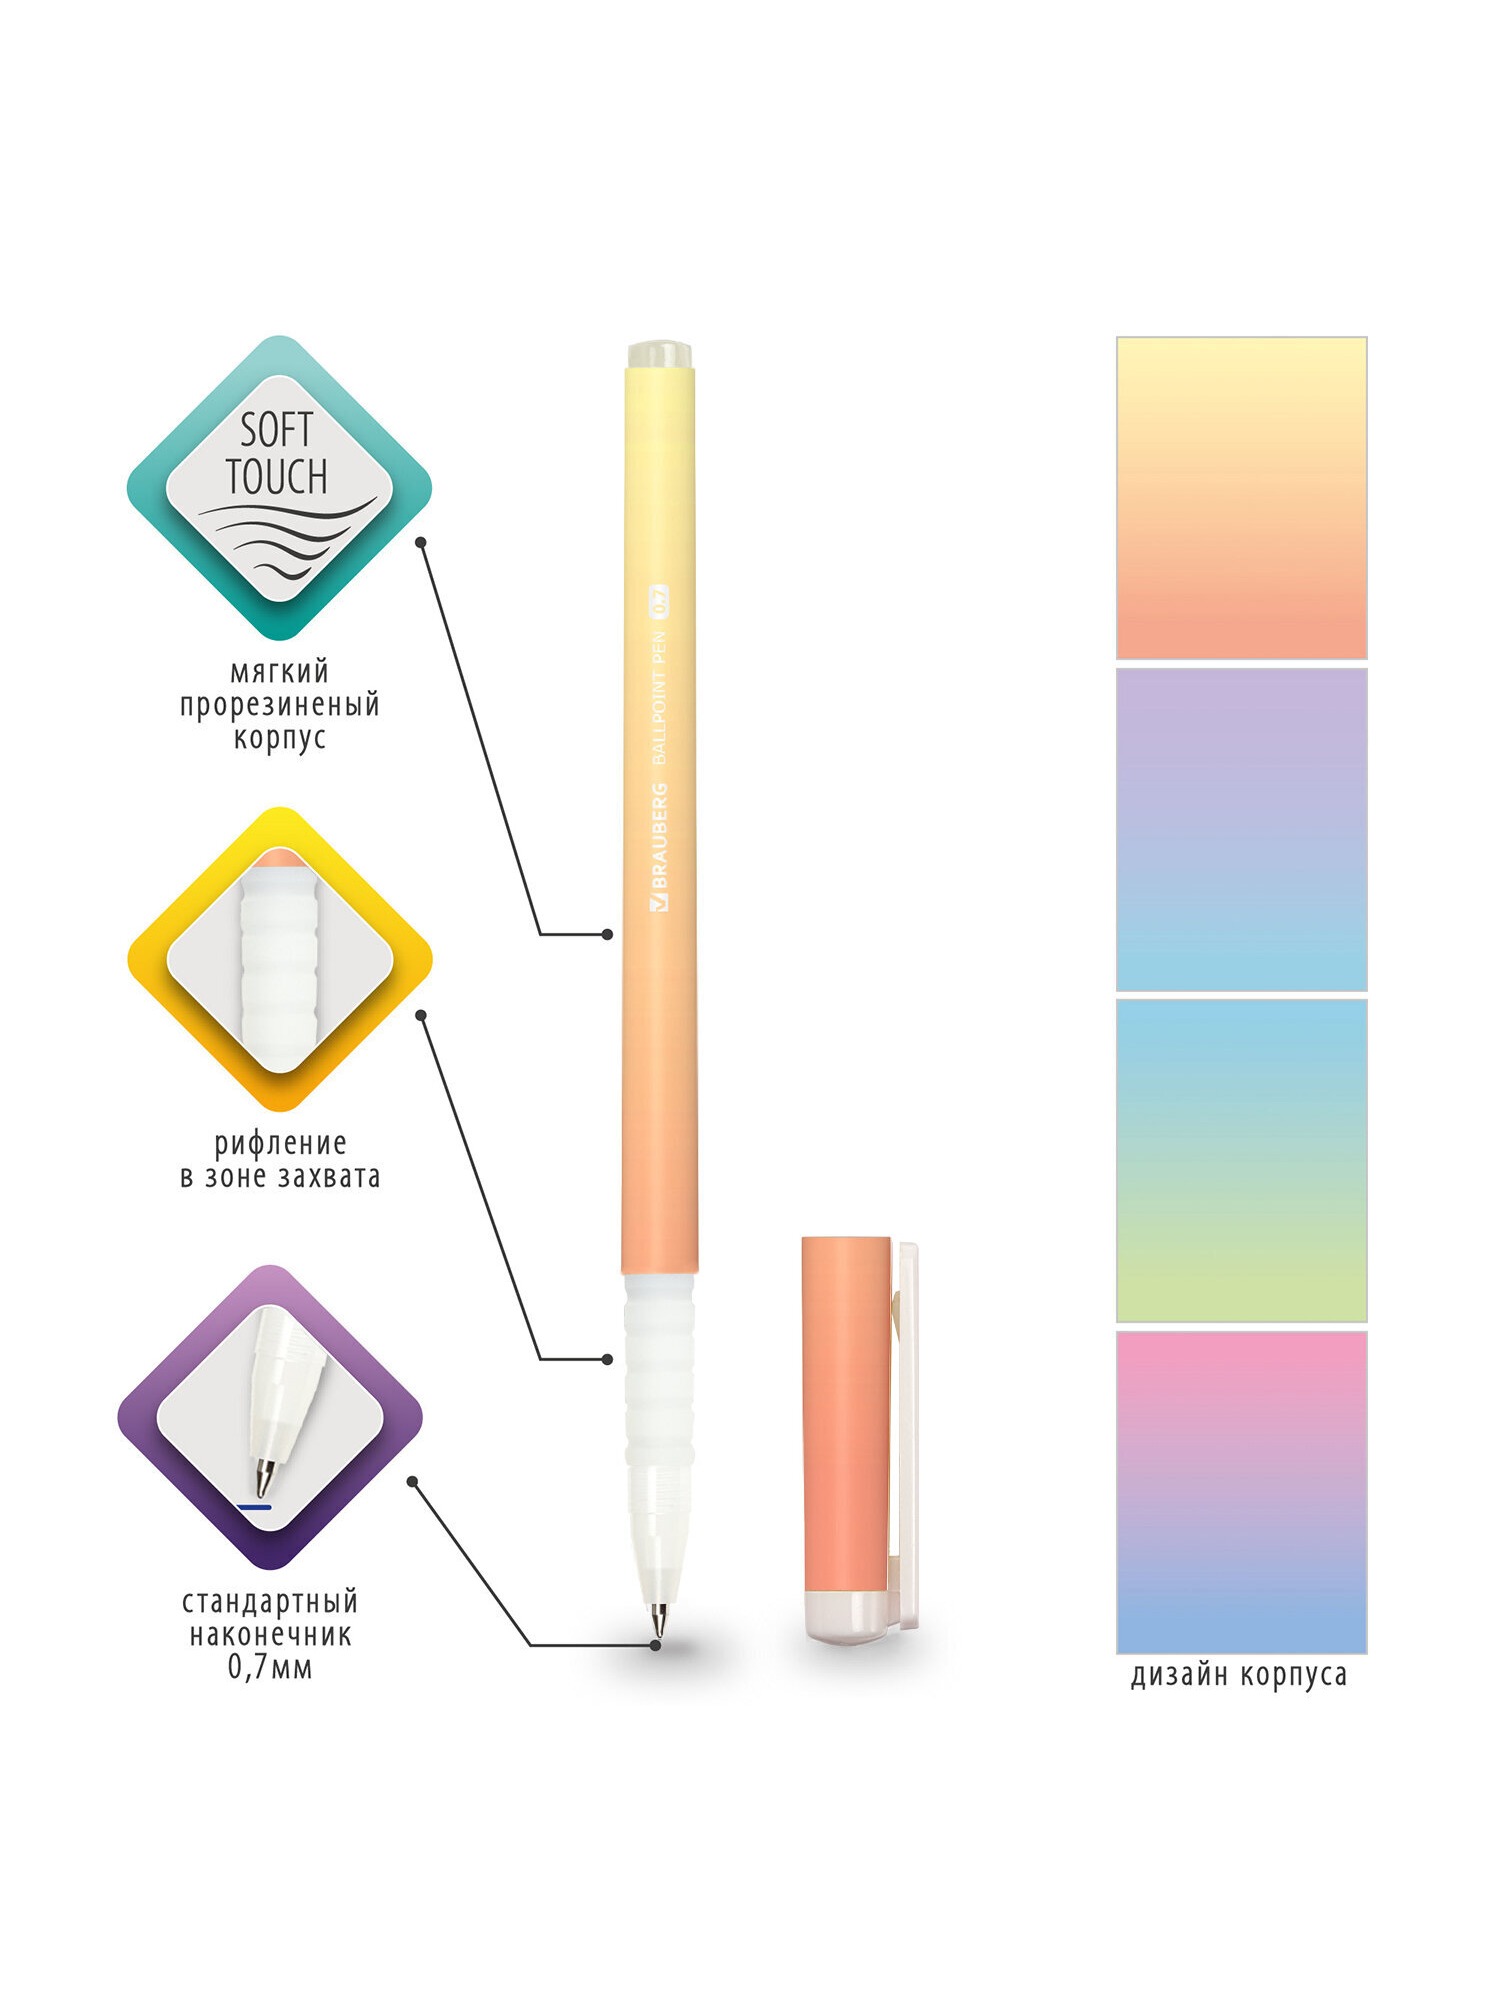 SOFT
TOUCH
мягкий
прорезиненый
корпус
рифление
в зоне захвата
стандартный
наконечник
0,7мм
BRAUBERG BALLPOINT PEN 0.7
дизайн корпуса